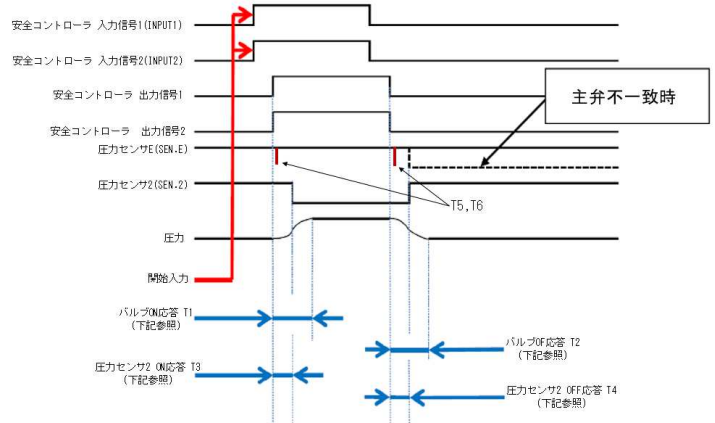 安全コントローラ 入力信号1(INPUT1)
安全コントローラ 入力信号2(INPUT2)
安全コントローラ 出力信号1
主弁不一致時
安全コントローラ 出力信号2
圧力センサE(SEN.E)
圧力センサ2(SEN.2)
T5,T6
圧力
開始入力
バルブON応答 T1
(下記参照)
バルブOF応答 T2
(下記参照)
圧力センサ2 ON応答 T3
(下記参照)
圧力センサ2 OFF応答 T4
(下記参照)